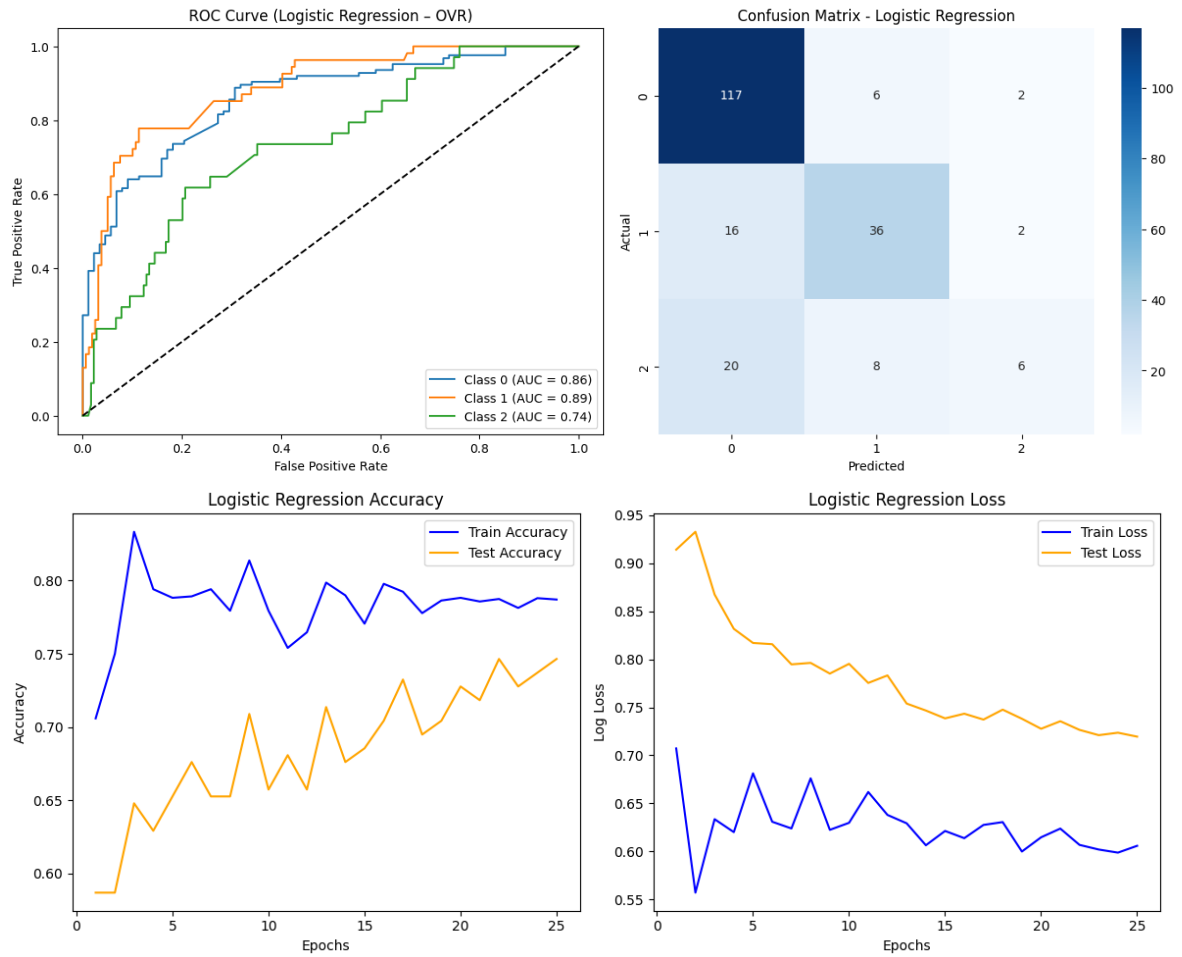 ROC Curve (Logistic Regression – OVR)
1.0
0.8
0.6
0.4
0.2
0.0
True Positive Rate
0.0 0.2 0.4 0.6 0.8 1.0
False Positive Rate
Class 0 (AUC = 0.86)
Class 1 (AUC = 0.89)
Class 2 (AUC = 0.74)
Confusion Matrix - Logistic Regression
0 117 6 2
1 16 36 2
2 20 8 6
Actual
0 1 2
Predicted
100
80
60
40
20
Logistic Regression Accuracy
Train Accuracy
Test Accuracy
0.80
0.75
0.70
0.65
0.60
Accuracy
0 5 10 15 20 25
Epochs
Logistic Regression Loss
Train Loss
Test Loss
0.95
0.90
0.85
0.80
0.75
0.70
0.65
0.60
0.55
Log Loss
0 5 10 15 20 25
Epochs